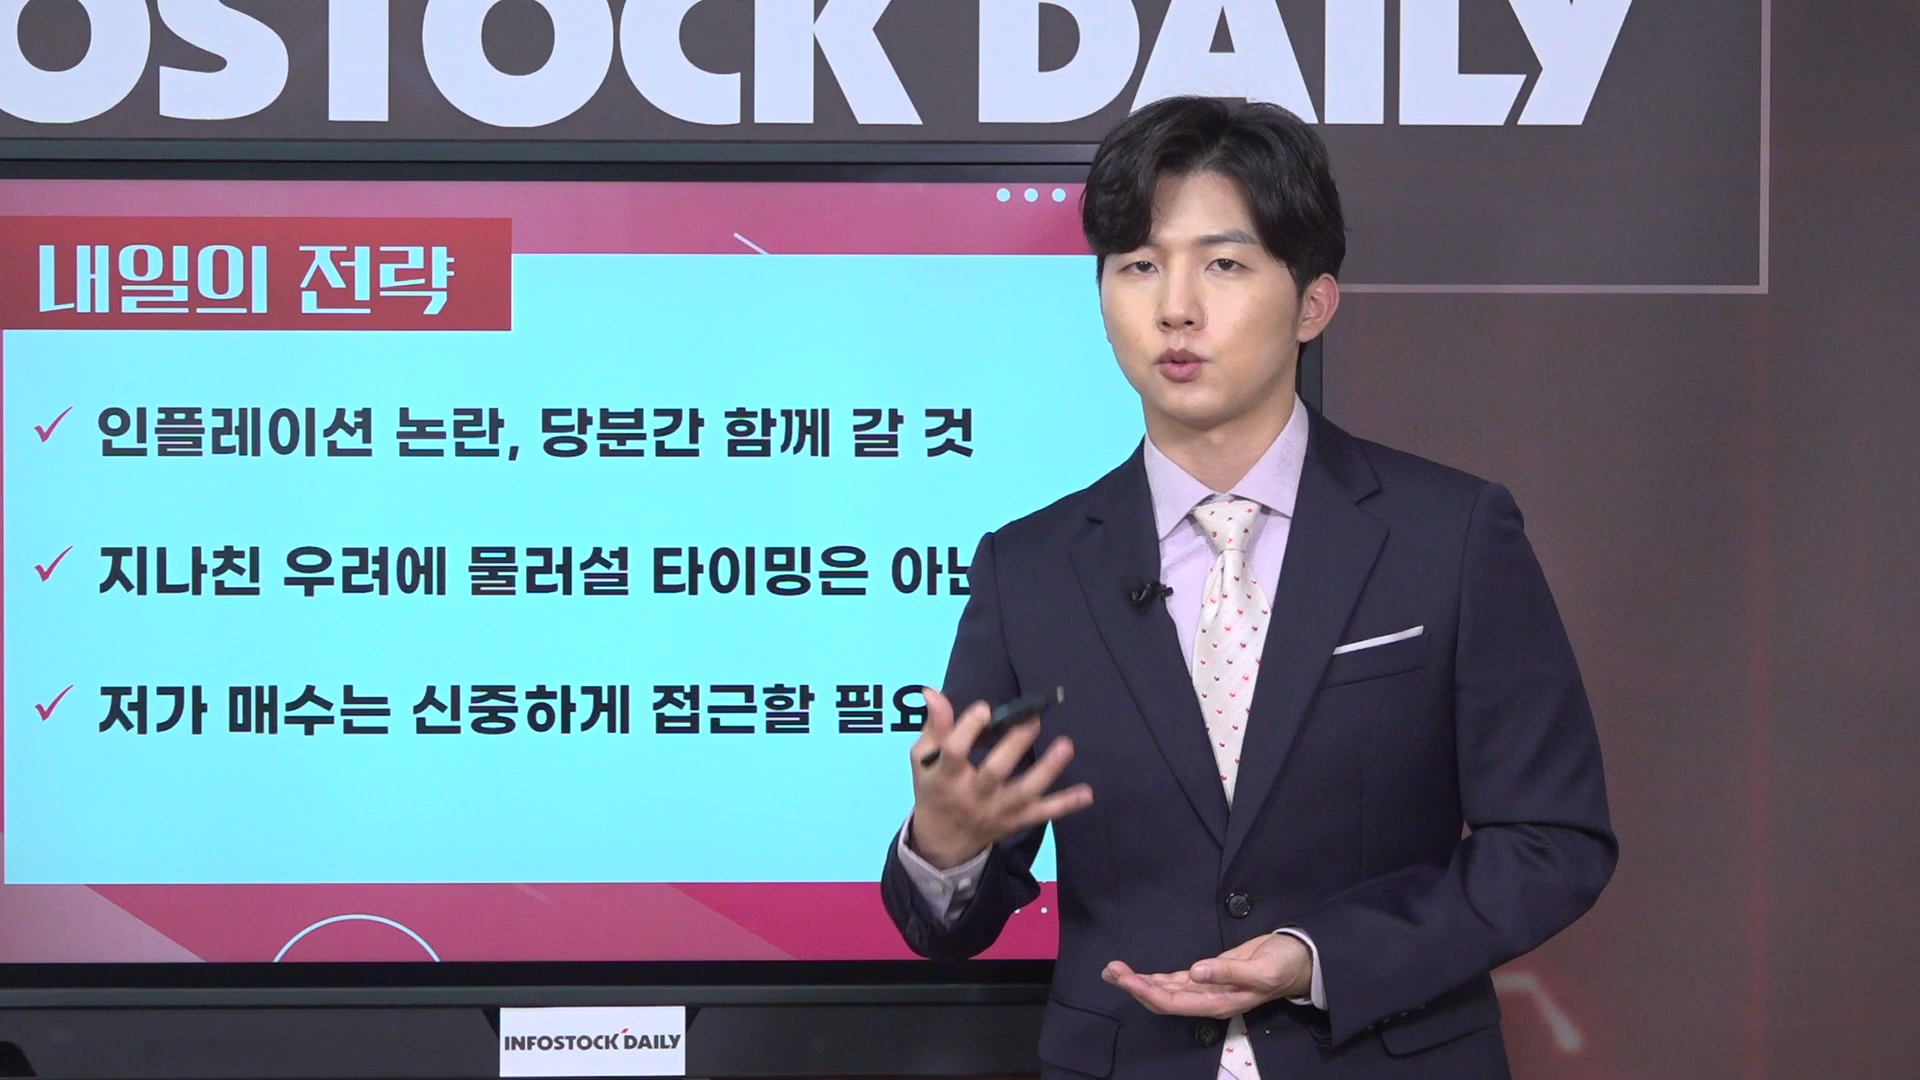 OSTOCK DAILY
내일의 전략
✓ 인플레이션 논란, 당분간 함께 갈 것
✓ 지나친 우려에 물러설 타이밍은
✓ 저가 매수는 신중하게 접근할 필요
INFOSTOCK DAILY